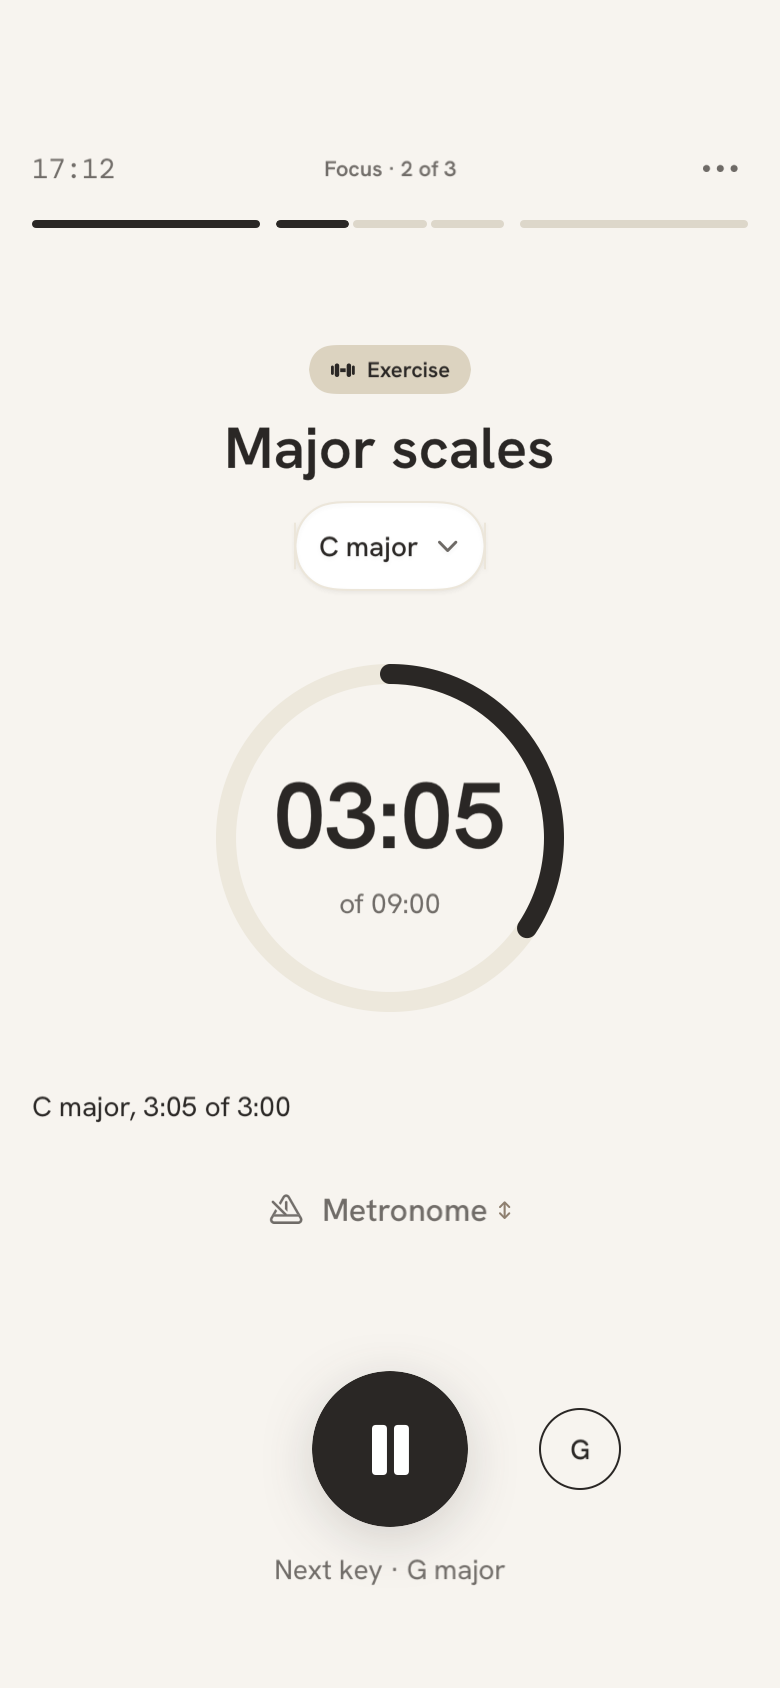 17:12
Focus · 2 of 3
Exercise
Major scales
C major
03:05
of 09:00
C major, 3:05 of 3:00
Metronome
G
Next key · G major